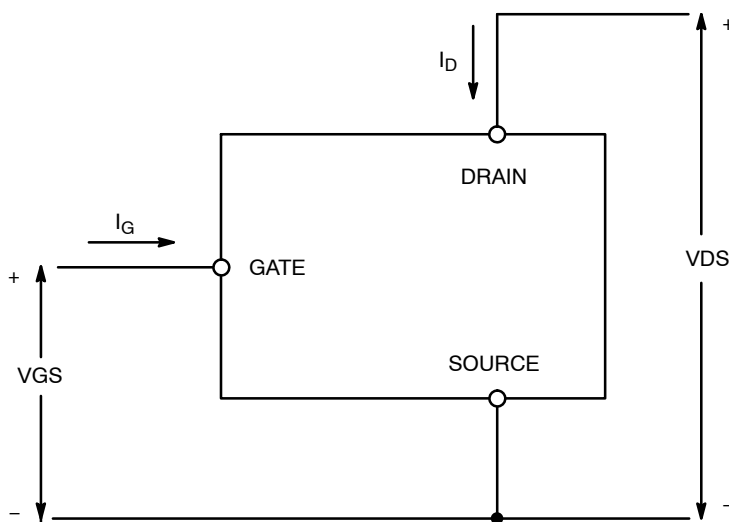 +
+
I_D
DRAIN
I_G
GATE
VDS
+
SOURCE
VGS
−
−